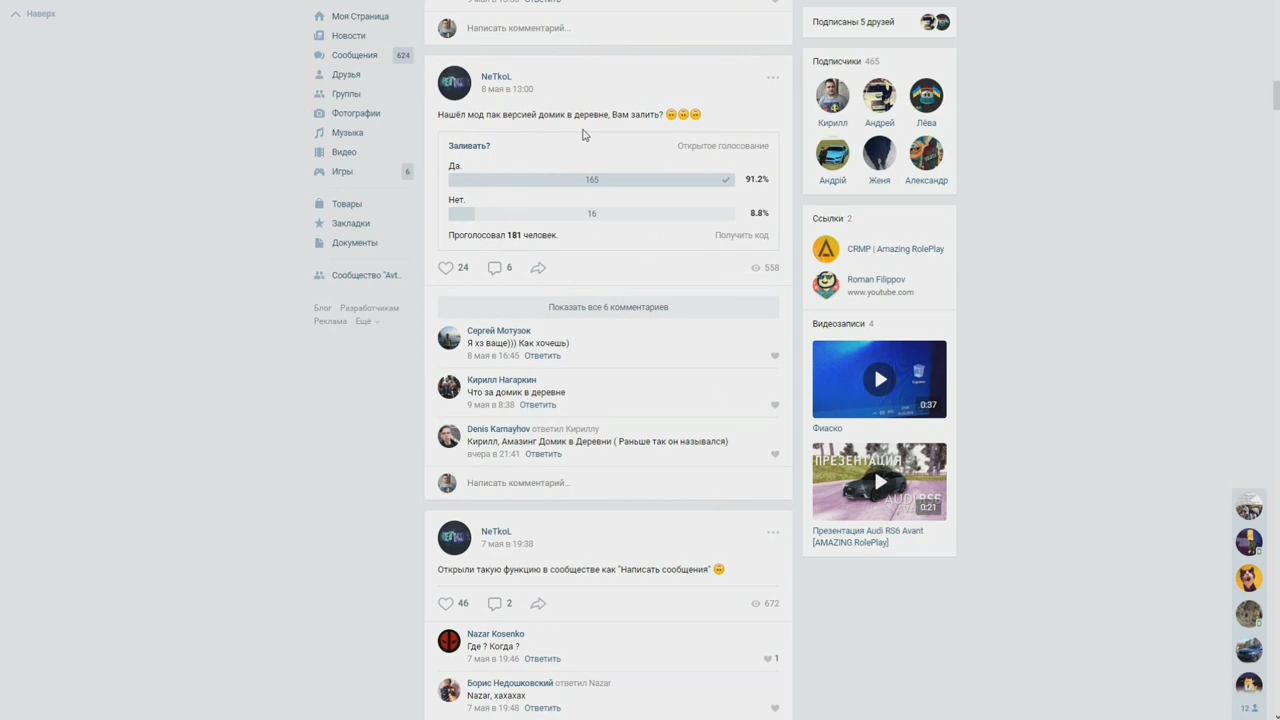 Наверх
Моя Страница
Новости
Сообщения 624
Друзья
Группы
Фотографии
Музыка
Видео
Игры 6
Товары
Закладки
Документы
Сообщество "Avt..
Блог Разработчикам
Реклама Ещё
Написать комментарий...
NeTkoL
8 мая в 13:00
Нашёл мод пак версией домик в деревне, Вам залить?
Заливать? Открытое голосование
Да.
165 91.2%
Нет.
16 8.8%
Проголосовал 181 человек. Получить код
24 6 558
Показать все 6 комментариев
Сергей Мотузок
Я хз ваще))) Как хочешь)
8 мая в 16:45 Ответить
Кирилл Нагаркин
Что за домик в деревне
9 мая в 8:38 Ответить
Denis Karnayhov ответил Кириллу
Кирилл, Амазинг Домик в Деревни ( Раньше так он назывался)
вчера в 21:41 Ответить
Написать комментарий...
NeTkoL
7 мая в 19:38
Открыли такую функцию в сообществе как "Написать сообщения"
46 2 672
Nazar Kosenko
Где ? Когда ?
7 мая в 19:46 Ответить 1
Борис Недошковский ответил Nazar
Nazar, хахахах
7 мая в 19:48 Ответить
Подписаны 5 друзей
Подписчики 465
Кирилл Андрей Лёва
Андрій Женя Александр
Ссылки 2
CRMP | Amazing RolePlay
Roman Filippov
www.youtube.com
Видеозаписи 4
0:37
Фиаско
ПРЕЗЕНТАЦИЯ
0:21
Презентация Audi RS6 Avant
[AMAZING RolePlay]
12